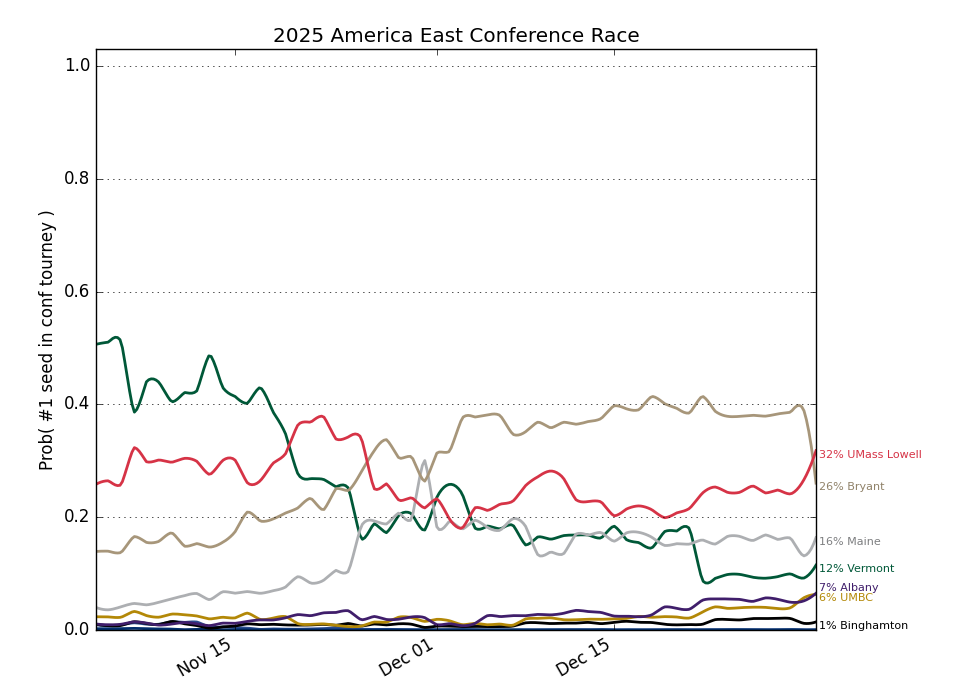 2025 America East Conference Race
Prob( #1 seed in conf tourney )
1.0
0.8
0.6
0.4
0.2
0.0
Nov 15
Dec 01
Dec 15
32% UMass Lowell
26% Bryant
16% Maine
12% Vermont
7% Albany
6% UMBC
1% Binghamton